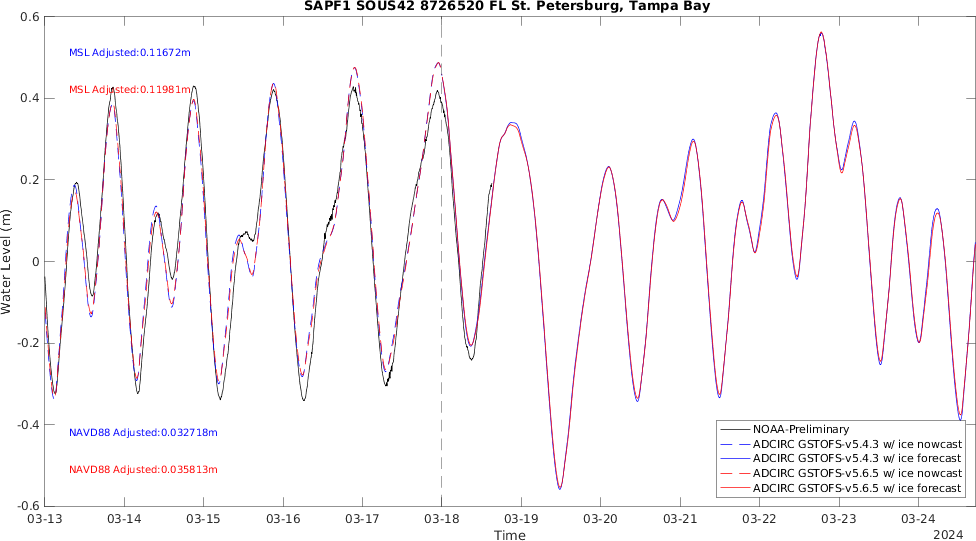 SAPF1 SOUS42 8726520 FL St. Petersburg, Tampa Bay
0.6
MSL Adjusted:0.11672m
MSL Adjusted:0.11981m
0.4
0.2
0
-0.2
-0.4
-0.6
Water Level (m)
NAVD88 Adjusted:0.032718m
NAVD88 Adjusted:0.035813m
NOAA-Preliminary
ADCIRC GSTOFS-v5.4.3 w/ ice nowcast
ADCIRC GSTOFS-v5.4.3 w/ ice forecast
ADCIRC GSTOFS-v5.6.5 w/ ice nowcast
ADCIRC GSTOFS-v5.6.5 w/ ice forecast
03-13 03-14 03-15 03-16 03-17 03-18 03-19 03-20 03-21 03-22 03-23 03-24
Time
2024